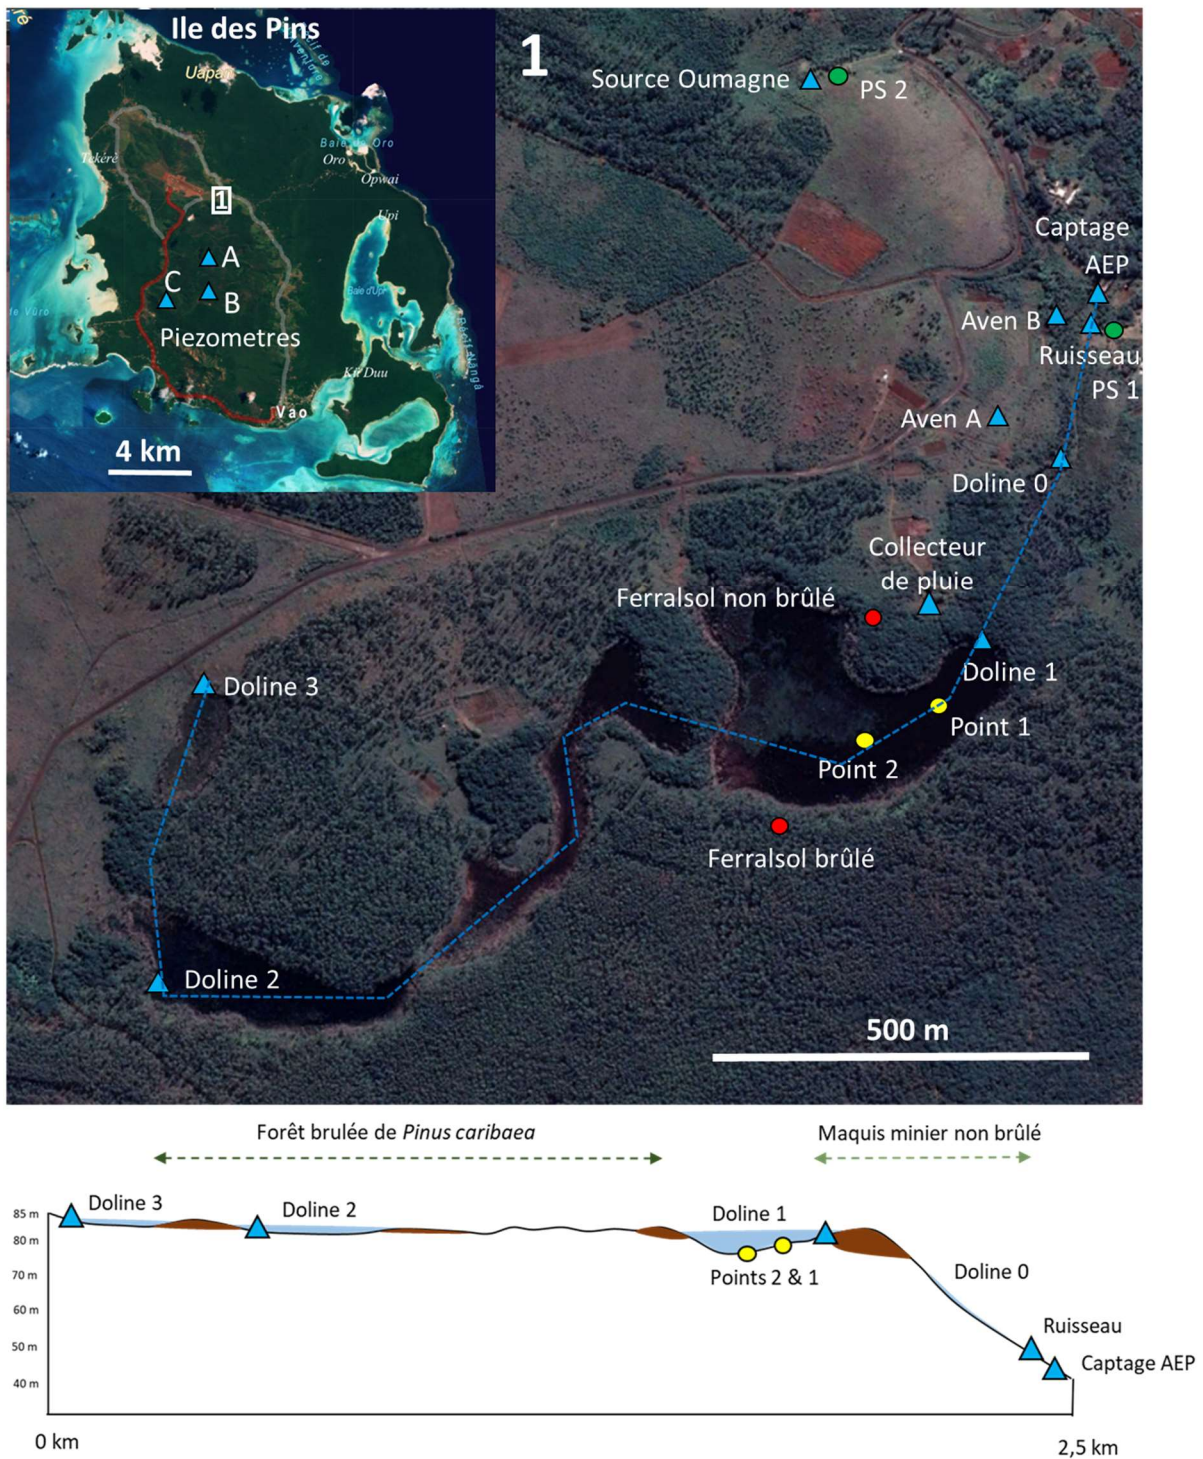 Ile des Pins
Uapan
Baie de Oro
Oro
Opwai
Tekéré
Upi
1
A
C
B
Baie d'Upi
Piezometres
Kii Duu
Vao
4 km
1
Source Oumagne
PS 2
Captage
AEP
Aven B
Ruisseau
PS 1
Aven A
Doline 0
Collecteur
de pluie
Ferralsol non brûlé
Doline 1
Doline 3
Point 1
Point 2
Ferralsol brûlé
Doline 2
500 m
Forêt brulée de Pinus caribaea
Maquis minier non brûlé
85 m
80 m
70 m
60 m
50 m
40 m
Doline 3
Doline 2
Doline 1
Points 2 & 1
Doline 0
Ruisseau
Captage AEP
0 km
2,5 km